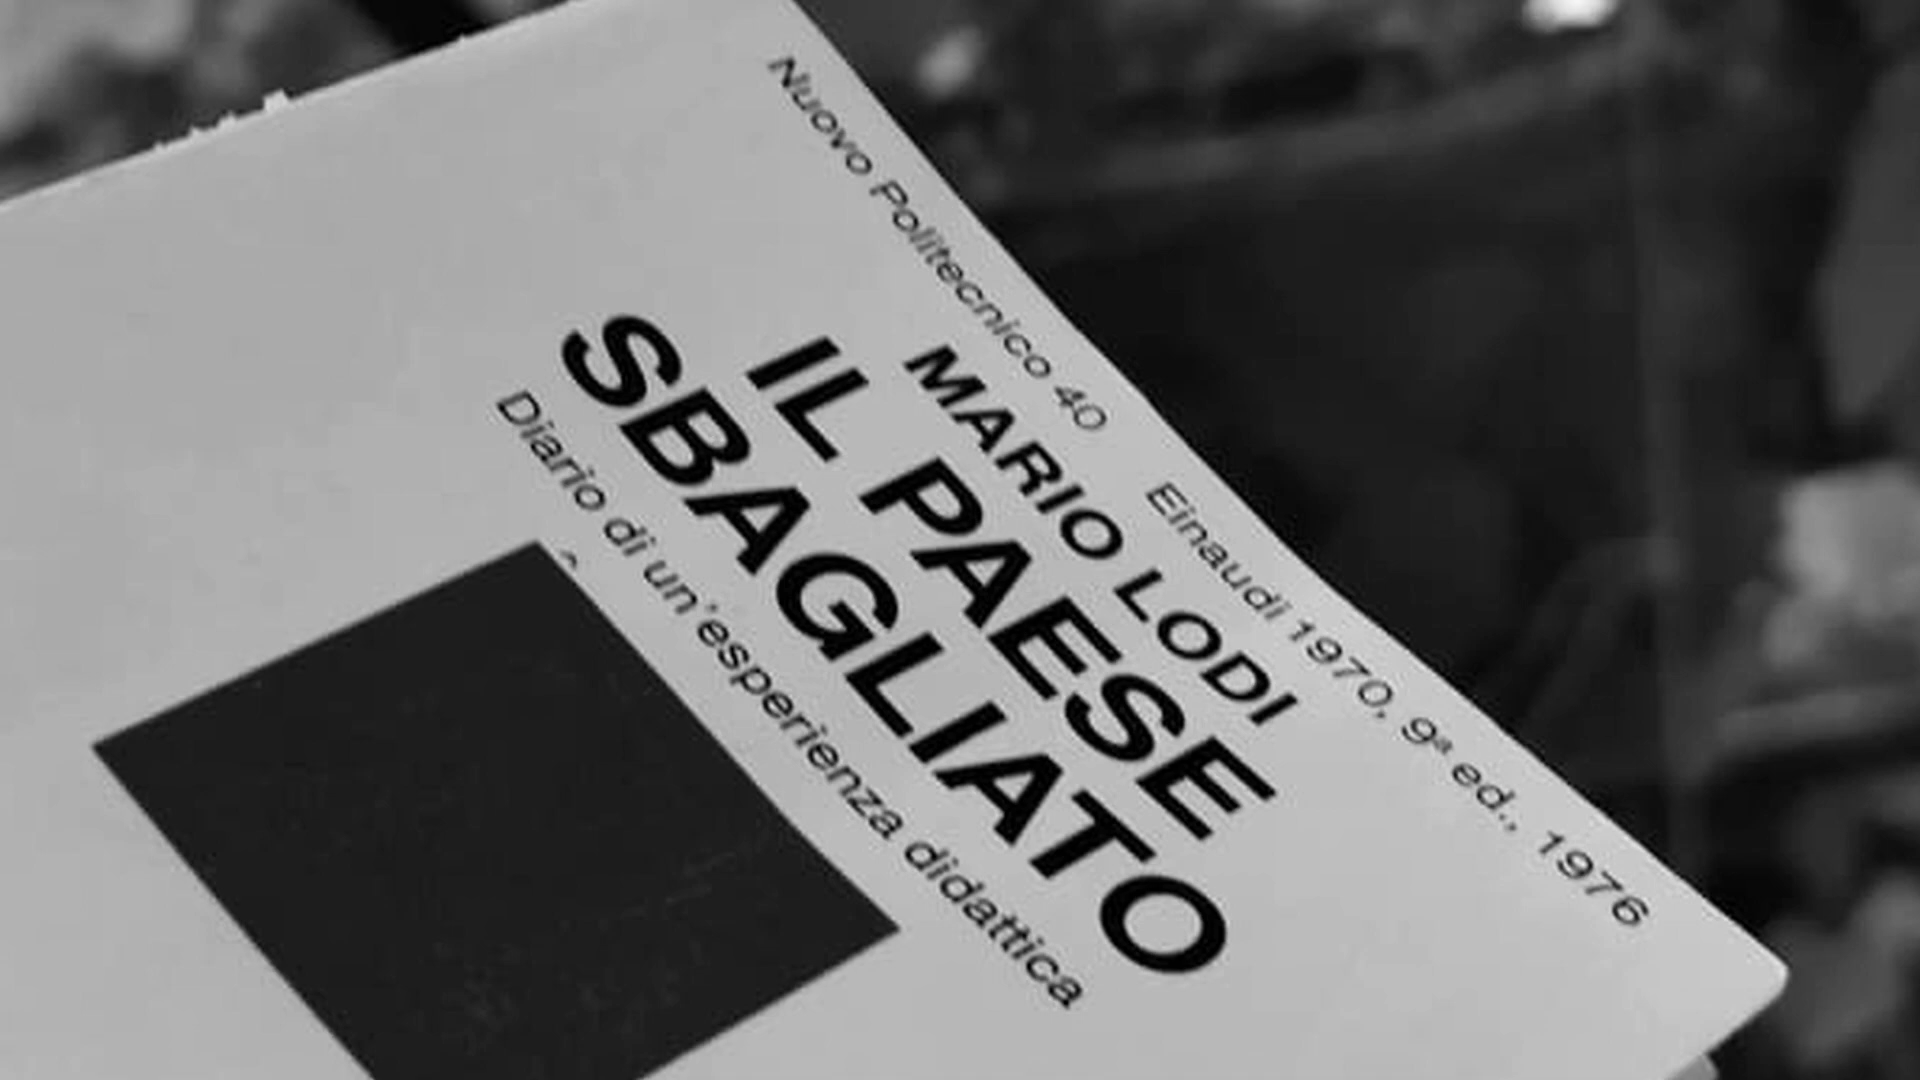 Nuovo Politecnico 40 Einaudi 1970, 9ª ed., 1976
MARIO LODI
IL PAESE
SBAGLIATO
Diario di un'esperienza didattica